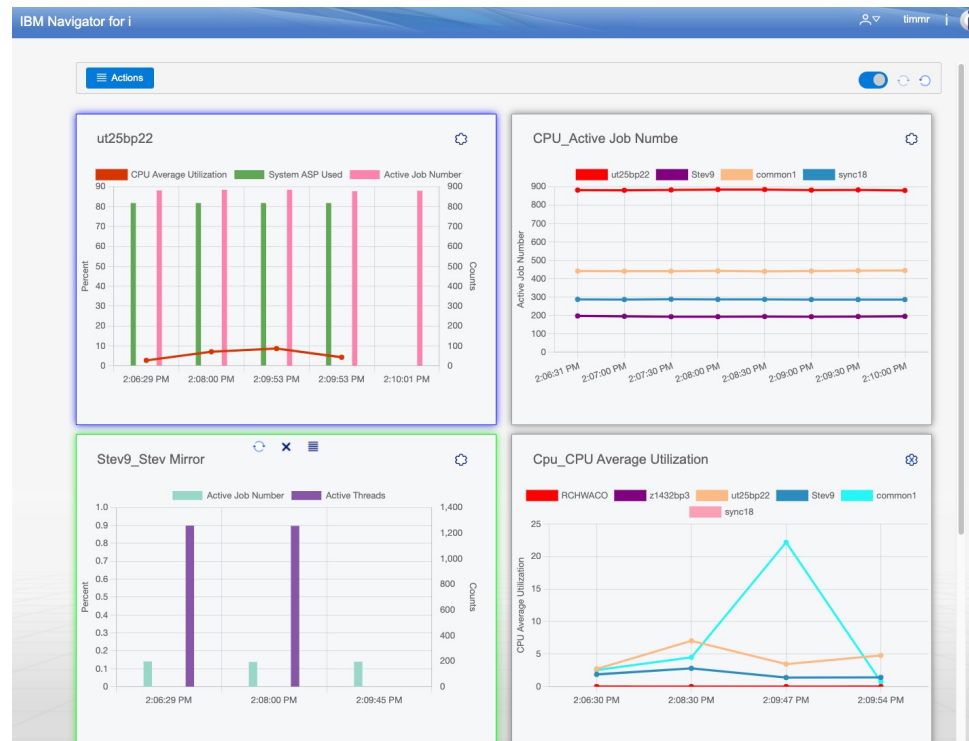 IBM Navigator for i
timmr
i
Actions
ut25bp22
CPU Average Utilization System ASP Used Active Job Number
90
80
70
60
50
40
30
20
10
0
Percent
900
800
700
600
500
400
300
200
100
0
Counts
2:06:29 PM 2:08:00 PM 2:09:53 PM 2:09:53 PM 2:10:01 PM
CPU_Active Job Numbe
ut25bp22 Stev9 common1 sync18
900
800
700
600
500
400
300
200
100
0
Active Job Number
2:06:31 PM 2:07:00 PM 2:07:30 PM 2:08:00 PM 2:08:30 PM 2:09:00 PM 2:09:30 PM 2:10:00 PM
Stev9_Stev Mirror
Active Job Number Active Threads
1.0
0.9
0.8
0.7
0.6
0.5
0.4
0.3
0.2
0.1
0
Percent
1,400
1,200
1,000
800
600
400
200
0
Counts
2:06:29 PM 2:08:00 PM 2:09:45 PM
Cpu_CPU Average Utilization
RCHWACO z1432bp3 ut25bp22 Stev9 common1
sync18
25
20
15
10
5
0
CPU Average Utilization
2:06:30 PM 2:08:30 PM 2:09:47 PM 2:09:54 PM